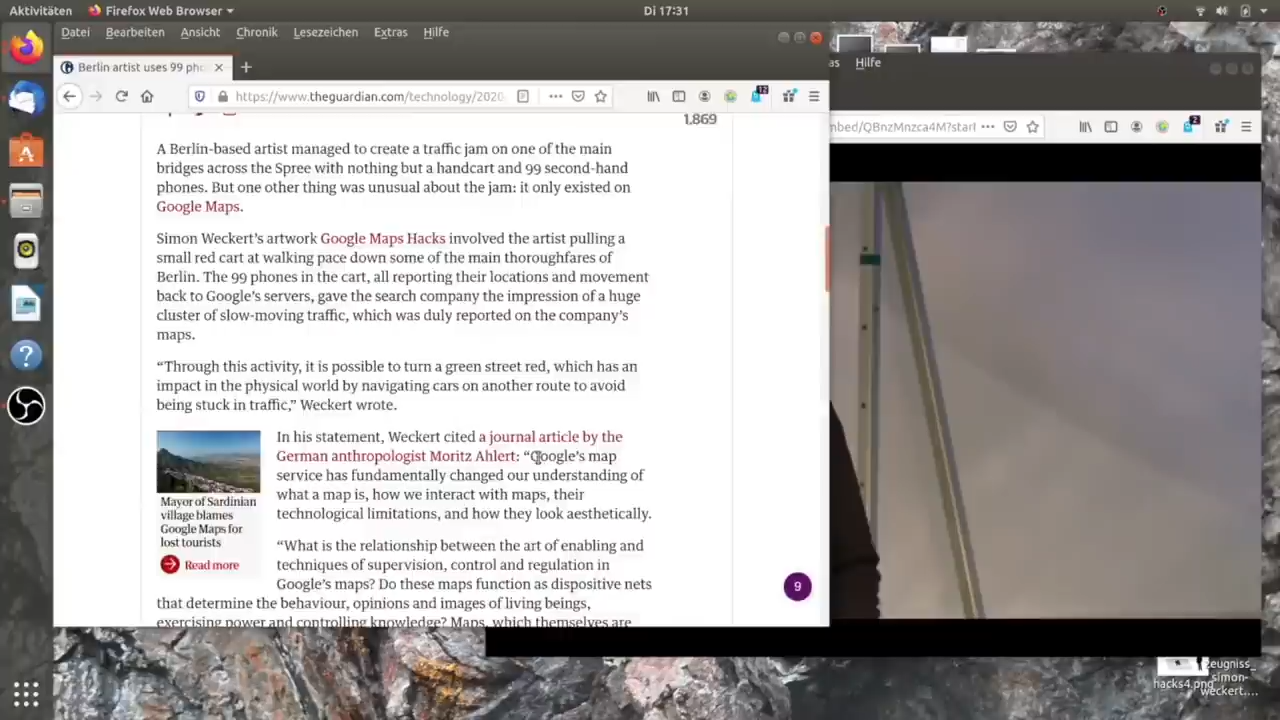 Aktivitäten
Firefox Web Browser
Di 17:31
Datei Bearbeiten Ansicht Chronik Lesezeichen Extras Hilfe
as Hilfe
Berlin artist uses 99 pho
https://www.theguardian.com/technology/2020
12
mbed/QBnzMnzca4M?star
2
1,869
A Berlin-based artist managed to create a traffic jam on one of the main
bridges across the Spree with nothing but a handcart and 99 second-hand
phones. But one other thing was unusual about the jam: it only existed on
Google Maps.
Simon Weckert’s artwork Google Maps Hacks involved the artist pulling a
small red cart at walking pace down some of the main thoroughfares of
Berlin. The 99 phones in the cart, all reporting their locations and movement
back to Google’s servers, gave the search company the impression of a huge
cluster of slow-moving traffic, which was duly reported on the company’s
maps.
“Through this activity, it is possible to turn a green street red, which has an
impact in the physical world by navigating cars on another route to avoid
being stuck in traffic,” Weckert wrote.
Mayor of Sardinian
village blames
Google Maps for
lost tourists
Read more
In his statement, Weckert cited a journal article by the
German anthropologist Moritz Ahlert: “Google’s map
service has fundamentally changed our understanding of
what a map is, how we interact with maps, their
technological limitations, and how they look aesthetically.
“What is the relationship between the art of enabling and
techniques of supervision, control and regulation in
Google’s maps? Do these maps function as dispositive nets
that determine the behaviour, opinions and images of living beings,
exercising power and controlling knowledge? Maps, which themselves are
9
hacks4.png
zeugniss_
simon-
weckert....